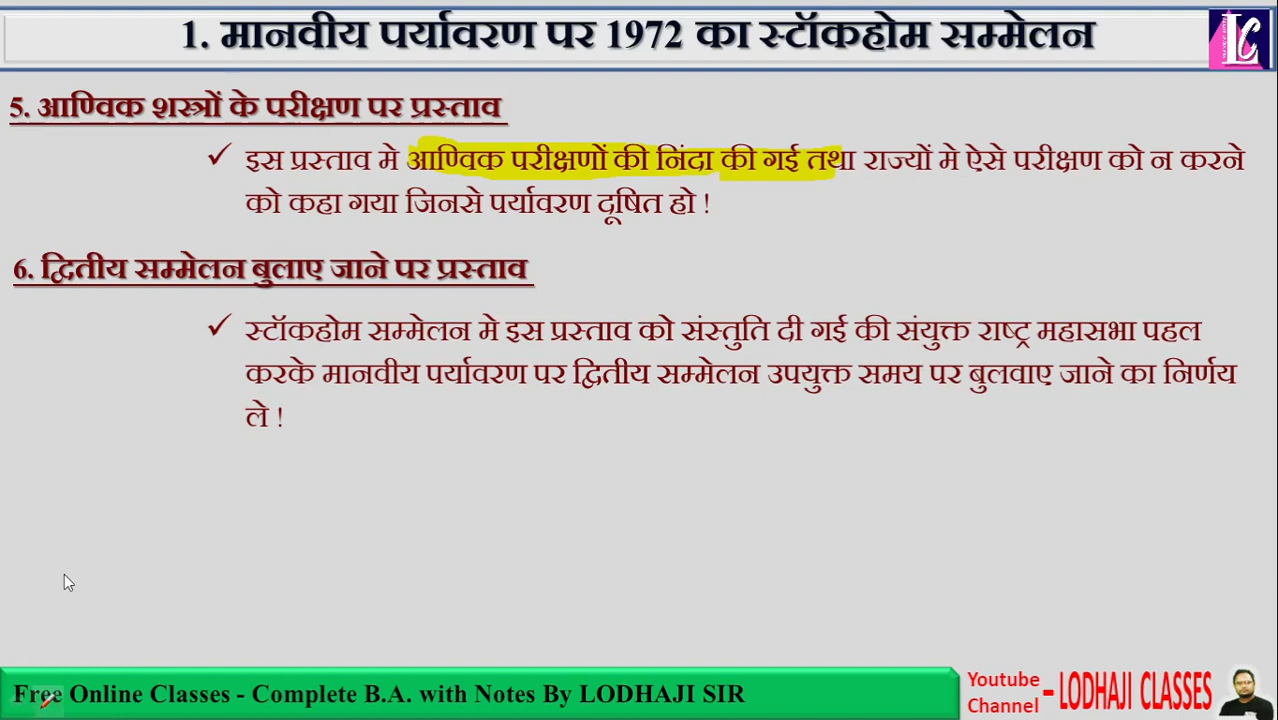 1. मानवीय पर्यावरण पर 1972 का स्टॉकहोम सम्मेलन
LC
5. आण्विक शस्त्रों के परीक्षण पर प्रस्ताव
✓ इस प्रस्ताव मे आण्विक परीक्षणों की निंदा की गई तथा राज्यों मे ऐसे परीक्षण को न करने
को कहा गया जिनसे पर्यावरण दूषित हो !
6. द्वितीय सम्मेलन बुलाए जाने पर प्रस्ताव
✓ स्टॉकहोम सम्मेलन मे इस प्रस्ताव को संस्तुति दी गई की संयुक्त राष्ट्र महासभा पहल
करके मानवीय पर्यावरण पर द्वितीय सम्मेलन उपयुक्त समय पर बुलवाए जाने का निर्णय
ले !
Free Online Classes - Complete B.A. with Notes By LODHAJI SIR
Youtube
Channel – LODHAJI CLASSES